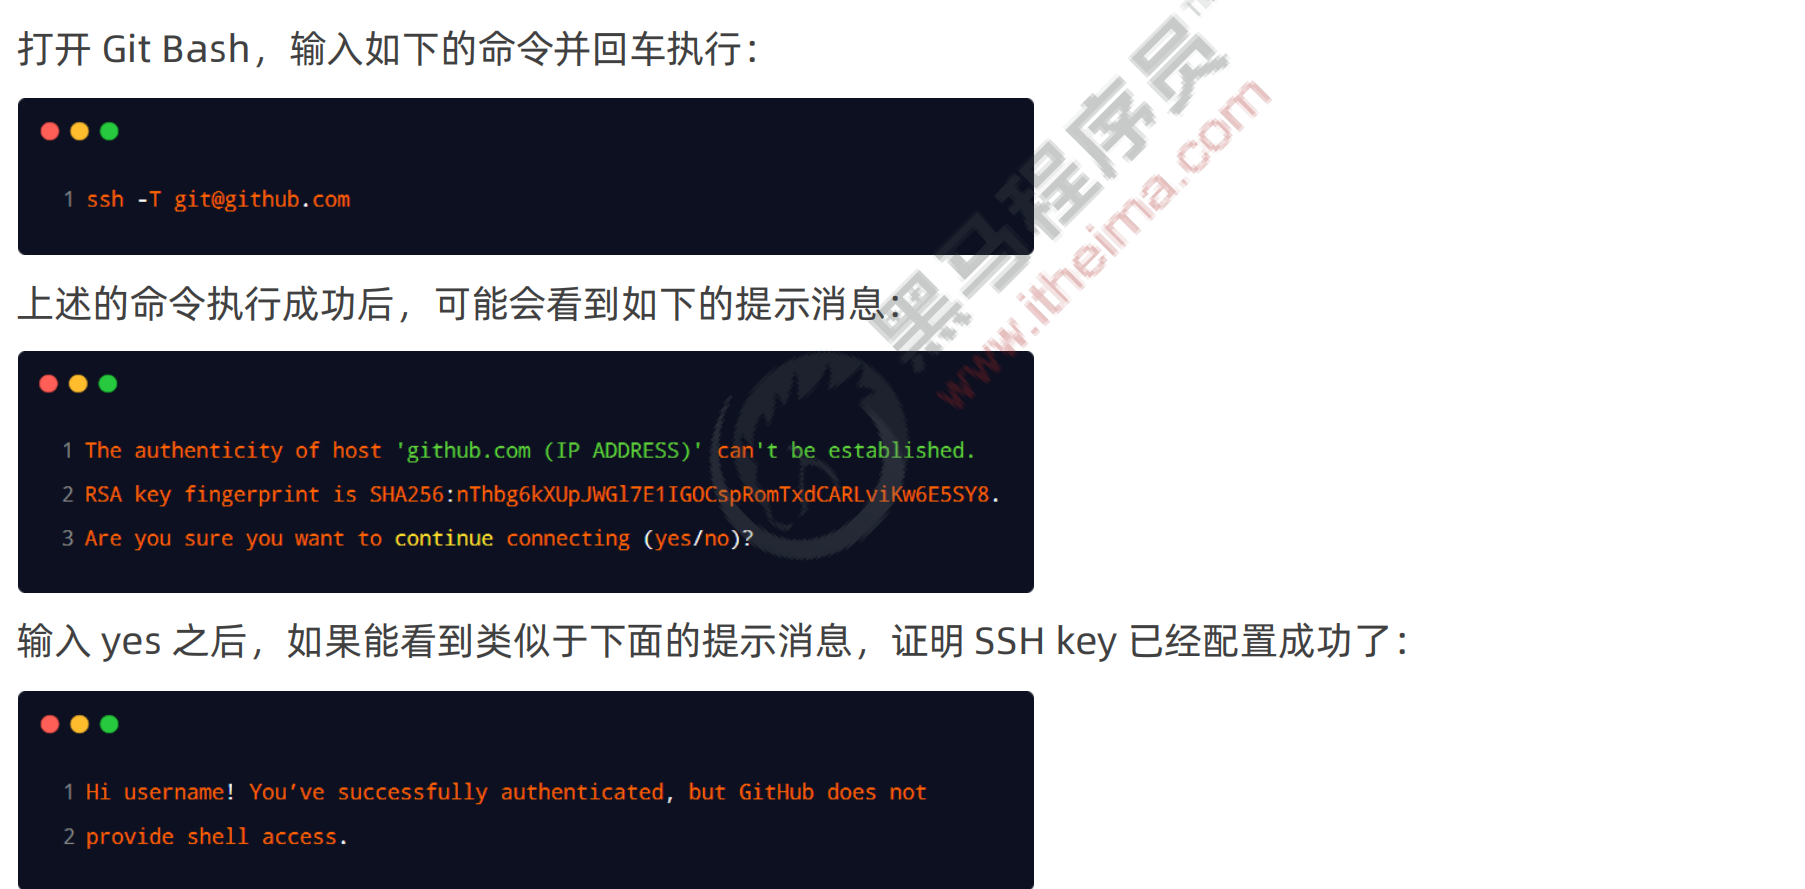 打开 Git Bash，输入如下的命令并回车执行：
1 ssh -T git@github.com
上述的命令执行成功后，可能会看到如下的提示消息：
1 The authenticity of host 'github.com (IP ADDRESS)' can't be established.
2 RSA key fingerprint is SHA256:nThbg6kXUpJWGl7E1IGOCspRomTxdCARLviKw6E5SY8.
3 Are you sure you want to continue connecting (yes/no)?
输入 yes 之后，如果能看到类似于下面的提示消息，证明 SSH key 已经配置成功了：
1 Hi username! You’ve successfully authenticated, but GitHub does not
2 provide shell access.
黑马程序员™
www.itheima.com